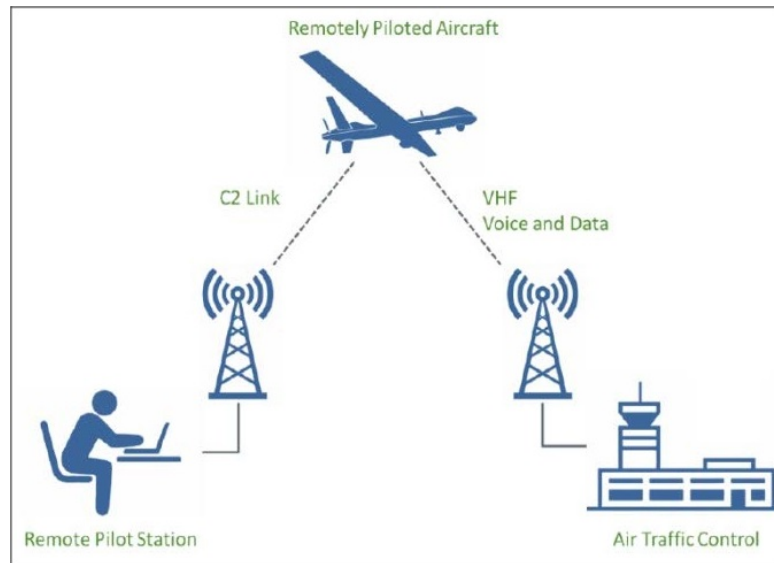 Remotely Piloted Aircraft
C2 Link
VHF
Voice and Data
Remote Pilot Station
Air Traffic Control